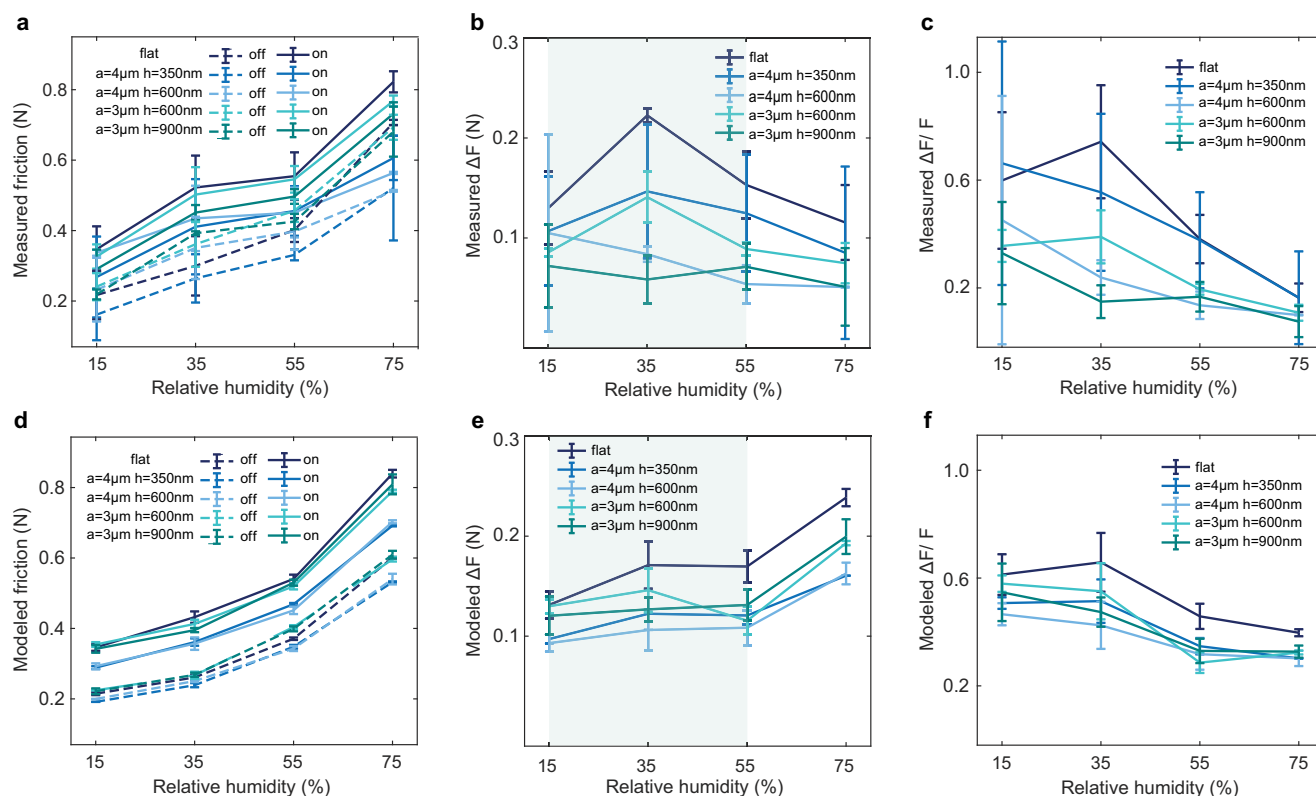 a
Measured friction (N)
0.8
0.6
0.4
0.2
flat off on
a=4μm h=350nm off on
a=4μm h=600nm off on
a=3μm h=600nm off on
a=3μm h=900nm off on
15 35 55 75
Relative humidity (%)
b
Measured ΔF (N)
0.3
0.2
0.1
flat
a=4μm h=350nm
a=4μm h=600nm
a=3μm h=600nm
a=3μm h=900nm
15 35 55 75
Relative humidity (%)
c
Measured ΔF/ F
1.0
0.6
0.2
flat
a=4μm h=350nm
a=4μm h=600nm
a=3μm h=600nm
a=3μm h=900nm
15 35 55 75
Relative humidity (%)
d
Modeled friction (N)
0.8
0.6
0.4
0.2
flat off on
a=4μm h=350nm off on
a=4μm h=600nm off on
a=3μm h=600nm off on
a=3μm h=900nm off on
15 35 55 75
Relative humidity (%)
e
Modeled ΔF (N)
0.3
0.2
0.1
flat
a=4μm h=350nm
a=4μm h=600nm
a=3μm h=600nm
a=3μm h=900nm
15 35 55 75
Relative humidity (%)
f
Modeled ΔF/ F
1.0
0.6
0.2
flat
a=4μm h=350nm
a=4μm h=600nm
a=3μm h=600nm
a=3μm h=900nm
15 35 55 75
Relative humidity (%)